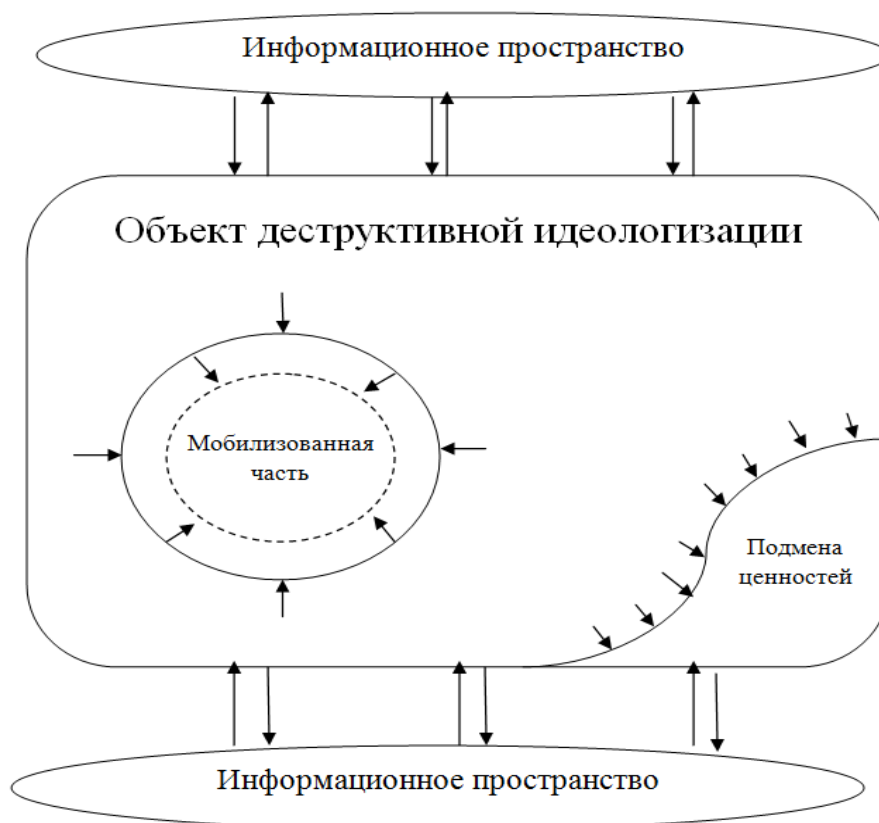 Информационное пространство
Объект деструктивной идеологизации
Мобилизованная
часть
Подмена
ценностей
Информационное пространство